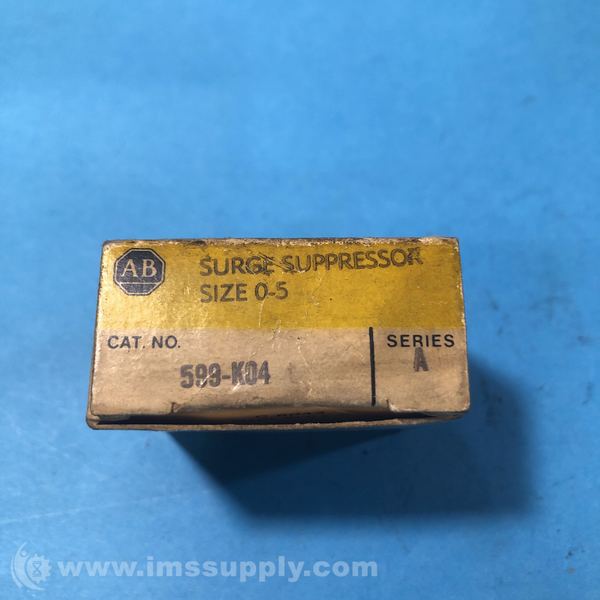 AB
SURGE SUPPRESSOR
SIZE 0-5
CAT. NO.
599-K04
SERIES
A
www.imssupply.com